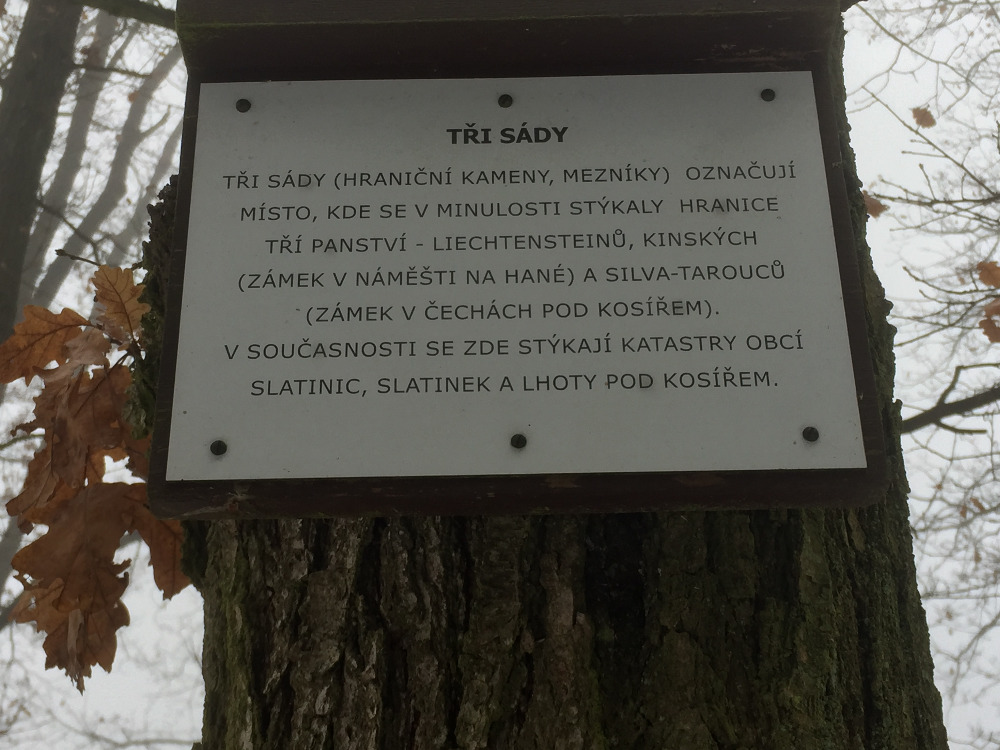 TŘI SÁDY
TŘI SÁDY (HRANIČNÍ KAMENY, MEZNÍKY) OZNAČUJÍ
MÍSTO, KDE SE V MINULOSTI STÝKALY HRANICE
TŘÍ PANSTVÍ - LIECHTENSTEINŮ, KINSKÝCH
(ZÁMEK V NÁMĚŠTI NA HANÉ) A SILVA-TAROUCŮ
(ZÁMEK V ČECHÁCH POD KOSÍŘEM).
V SOUČASNOSTI SE ZDE STÝKAJÍ KATASTRY OBCÍ
SLATINIC, SLATINEK A LHOTY POD KOSÍŘEM.